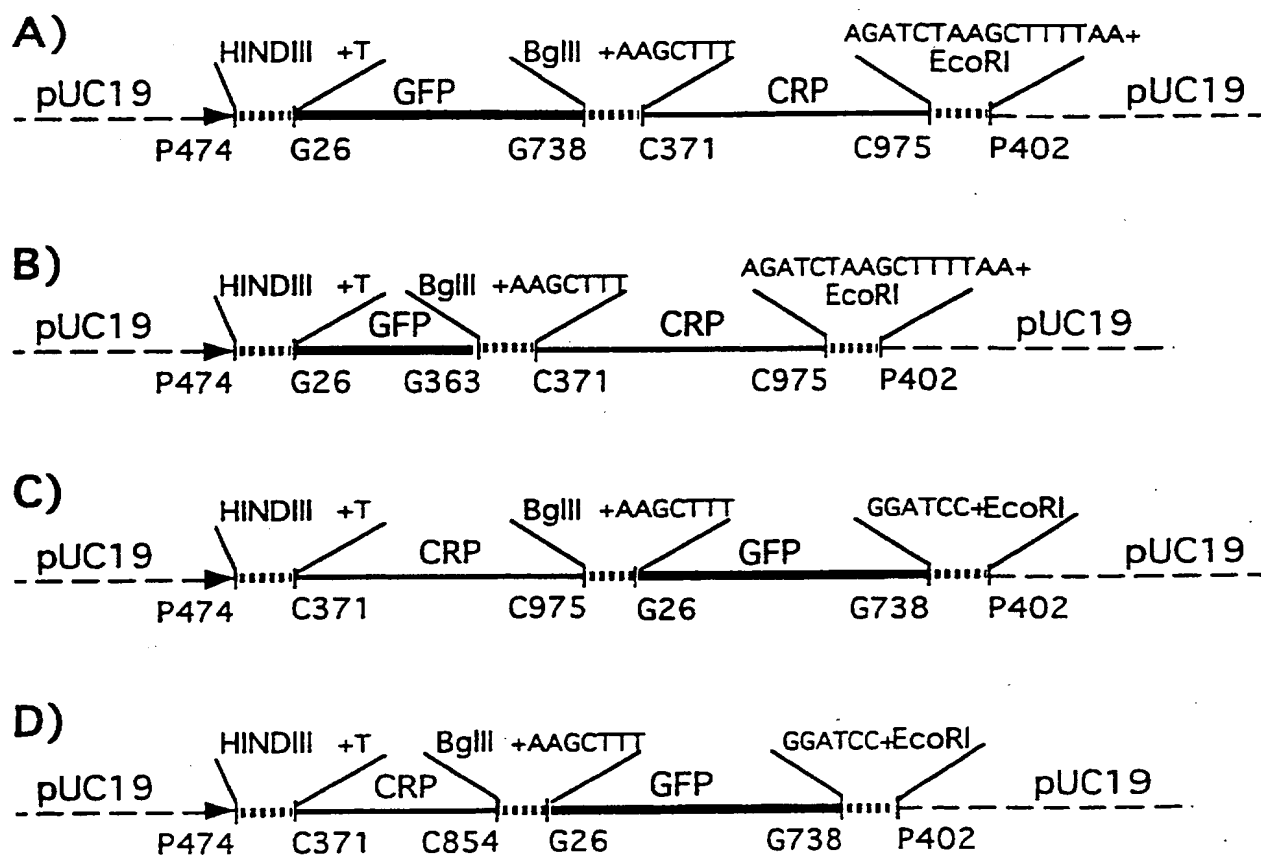 A)
HINDIII +T BglII +AAGCTTT AGATCTAAGCTTTTAA+
EcoRI
pUC19 GFP CRP pUC19
P474 G26 G738 C371 C975 P402
B)
HINDIII +T BglII +AAGCTTT AGATCTAAGCTTTTAA+
EcoRI
pUC19 GFP CRP pUC19
P474 G26 G363 C371 C975 P402
C)
HINDIII +T BglII +AAGCTTT GGATCC+EcoRI
pUC19 CRP GFP pUC19
P474 C371 C975 G26 G738 P402
D)
HINDIII +T BglII +AAGCTTT GGATCC+EcoRI
pUC19 CRP GFP pUC19
P474 C371 C854 G26 G738 P402